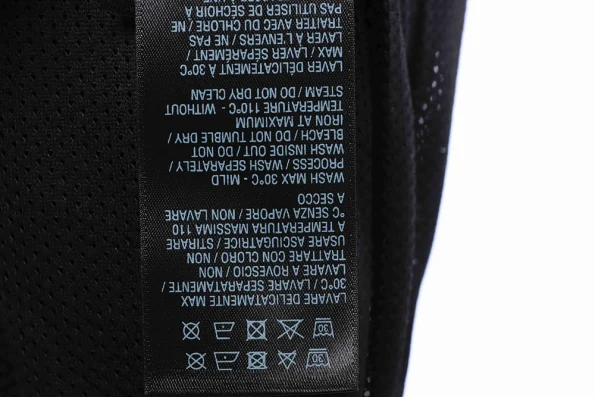 30
30
LAVARE DELICATAMENTE MAX
30°C / LAVARE SEPARATAMENTE /
LAVARE A ROVESCIO / NON
TRATTARE CON CLORO / NON
USARE ASCIUGATRICE / STIRARE
A TEMPERATURA MASSIMA 110
°C SENZA VAPORE / NON LAVARE
A SECCO
WASH MAX 30°C - MILD
PROCESS / WASH SEPARATELY /
WASH INSIDE OUT / DO NOT
BLEACH / DO NOT TUMBLE DRY /
IRON AT MAXIMUM
TEMPERATURE 110°C - WITHOUT
STEAM / DO NOT DRY CLEAN
LAVER DÉLICATEMENT À 30°C
MAX / LAVER SÉPARÉMENT /
LAVER À L'ENVERS / NE PAS
TRAITER AVEC DU CHLORE / NE
PAS UTILISER DE SÉCHOIR À